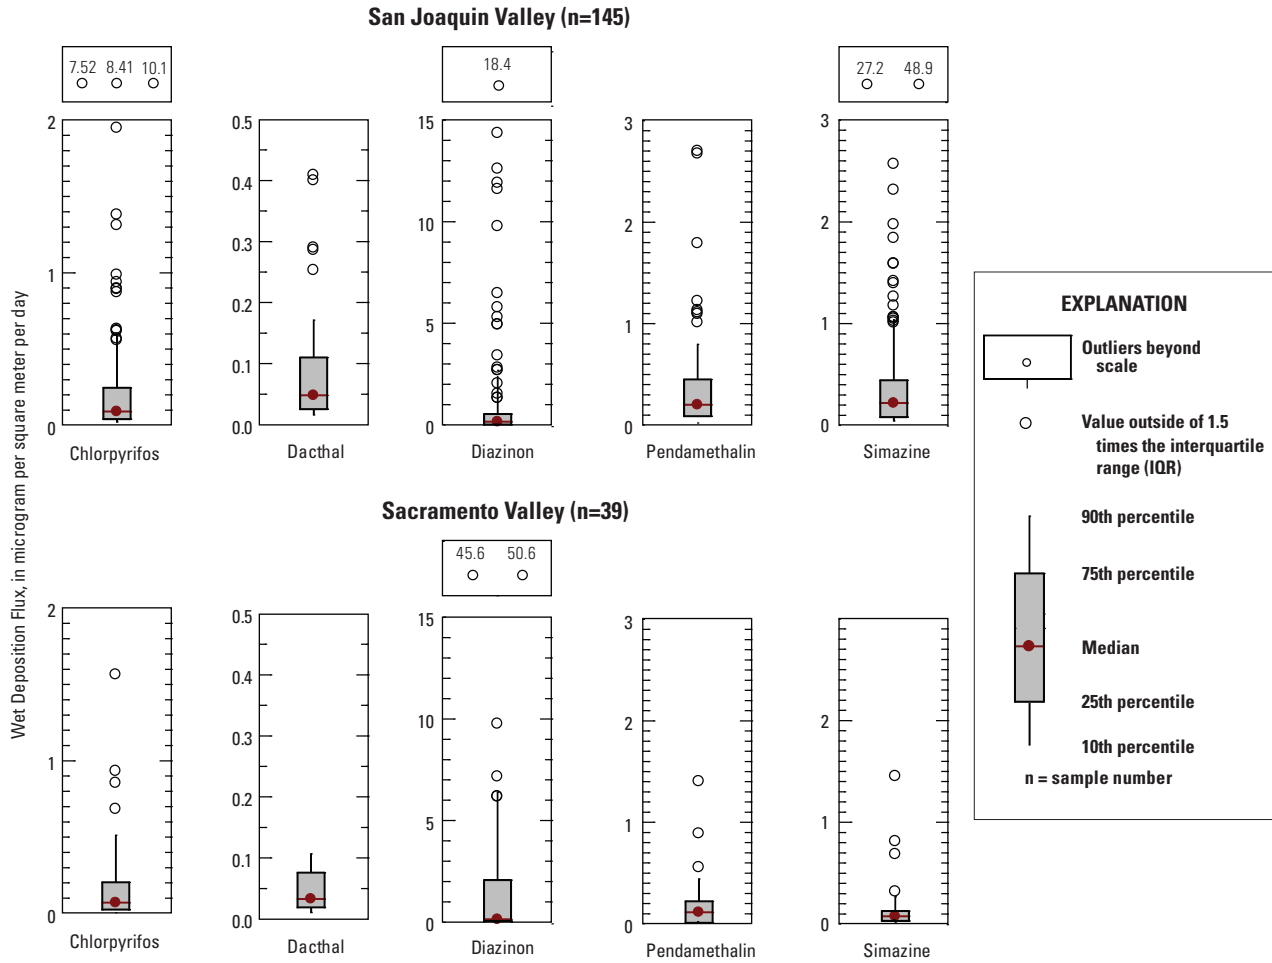 San Joaquin Valley (n=145)
7.52 8.41 10.1
18.4
27.2 48.9
2
1
0
0.5
0.4
0.3
0.2
0.1
0.0
15
10
5
0
3
2
1
0
3
2
1
0
Chlorpyrifos
Dacthal
Diazinon
Pendamethalin
Simazine
Wet Deposition Flux, in microgram per square meter per day
Sacramento Valley (n=39)
45.6 50.6
2
1
0
0.5
0.4
0.3
0.2
0.1
0.0
15
10
5
0
3
2
1
0
2
1
0
Chlorpyrifos
Dacthal
Diazinon
Pendamethalin
Simazine
EXPLANATION
Outliers beyond
scale
Value outside of 1.5
times the interquartile
range (IQR)
90th percentile
75th percentile
Median
25th percentile
10th percentile
n = sample number